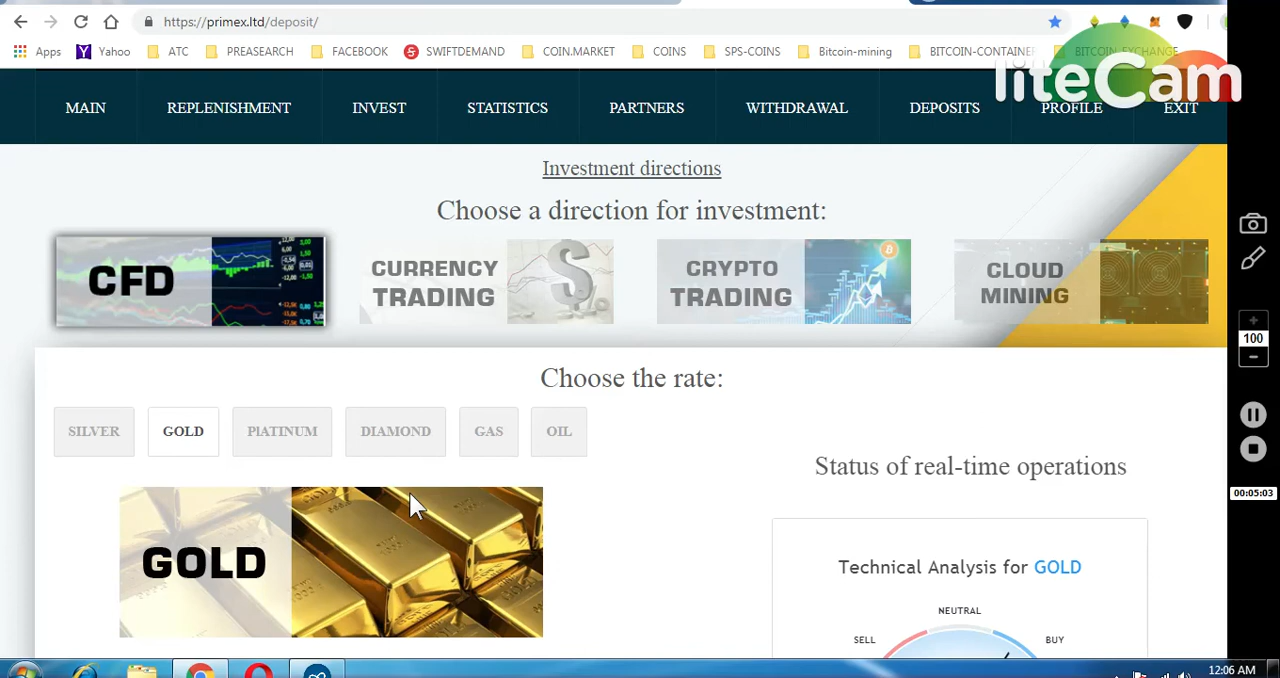 https://primex.ltd/deposit/
Apps Yahoo ATC PREASEARCH FACEBOOK SWIFTDEMAND COIN.MARKET COINS SPS-COINS Bitcoin-mining BITCOIN-CONTAINE BITCOIN-EXCHANGE
liteCam
MAIN REPLENISHMENT INVEST STATISTICS PARTNERS WITHDRAWAL DEPOSITS PROFILE EXIT
Investment directions
Choose a direction for investment:
CFD
CURRENCY
TRADING
CRYPTO
TRADING
CLOUD
MINING
100
Choose the rate:
SILVER GOLD PlATINUM DIAMOND GAS OIL
Status of real-time operations
00:05:03
GOLD
Technical Analysis for GOLD
NEUTRAL
SELL BUY
12:06 AM